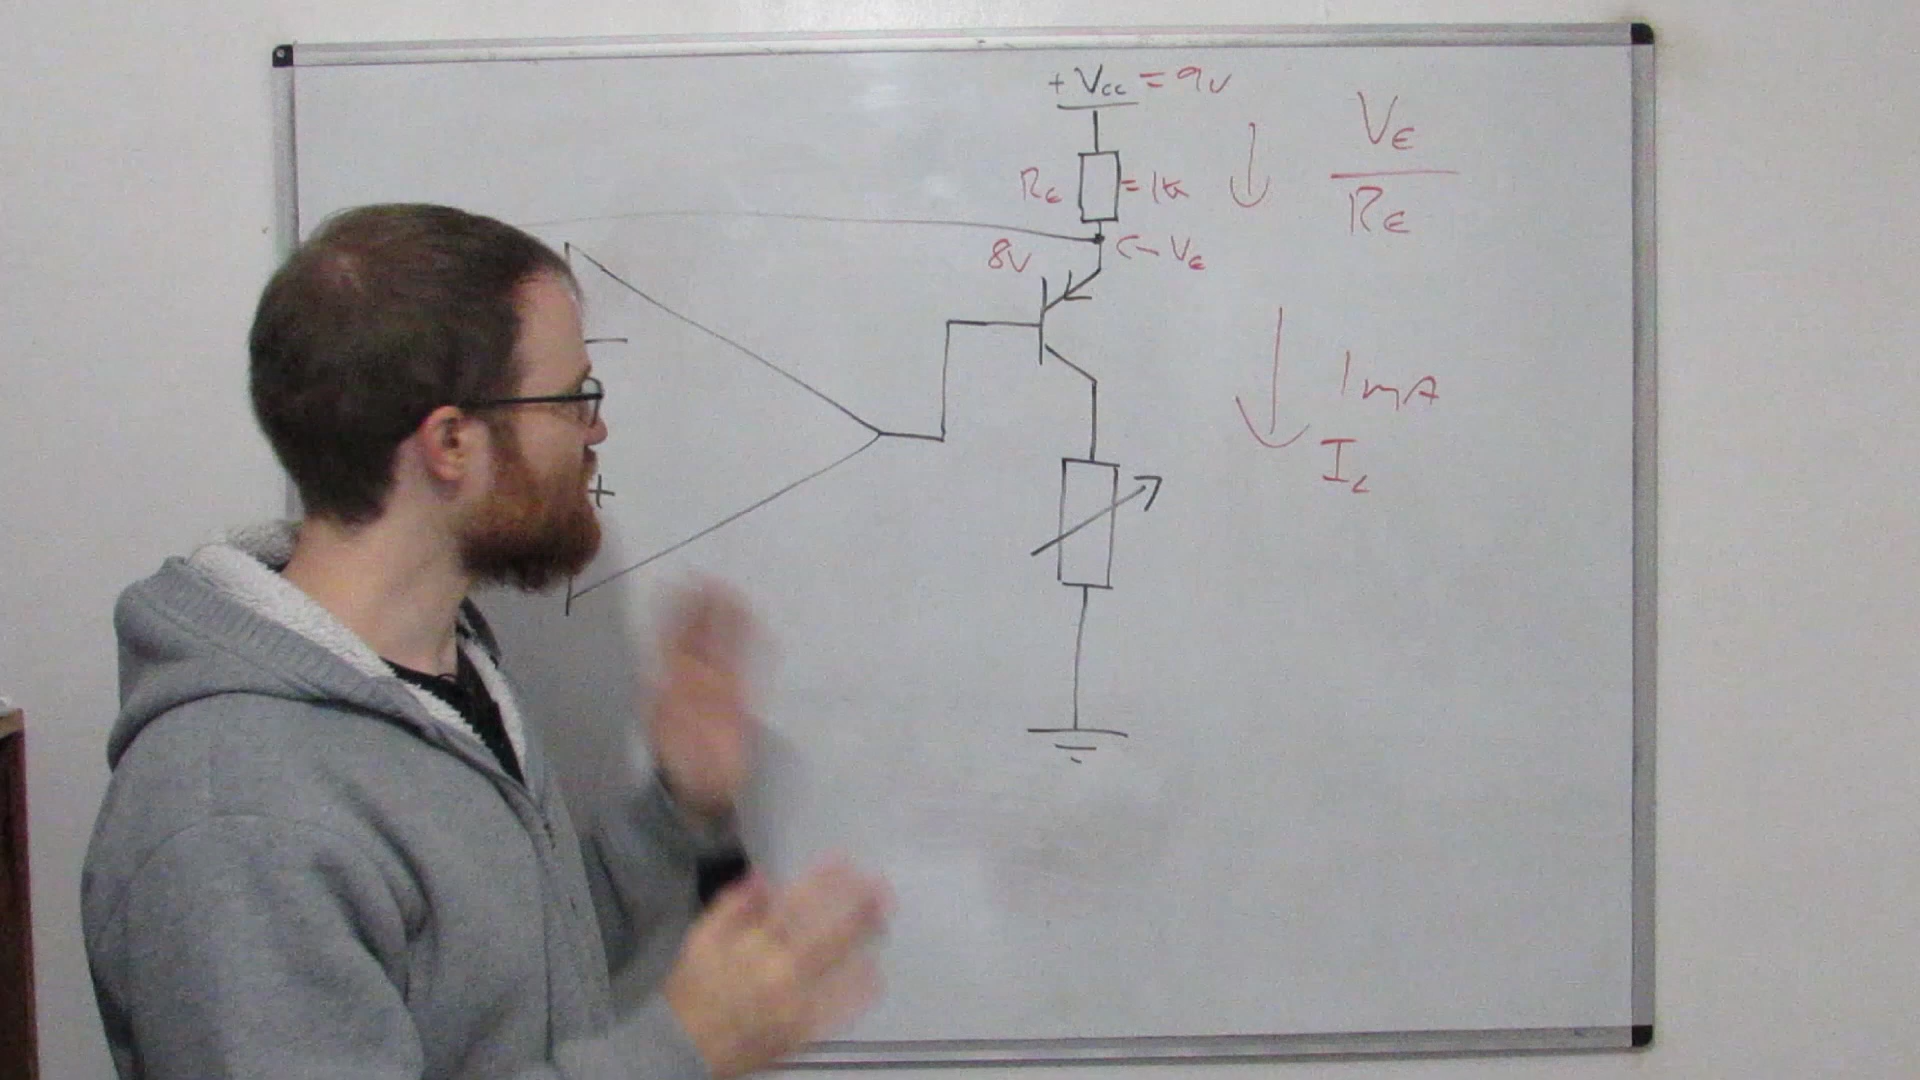 + Vcc = 9v
RE = 1k
8V
← VE
VE
RE
1mA
IL
−
+